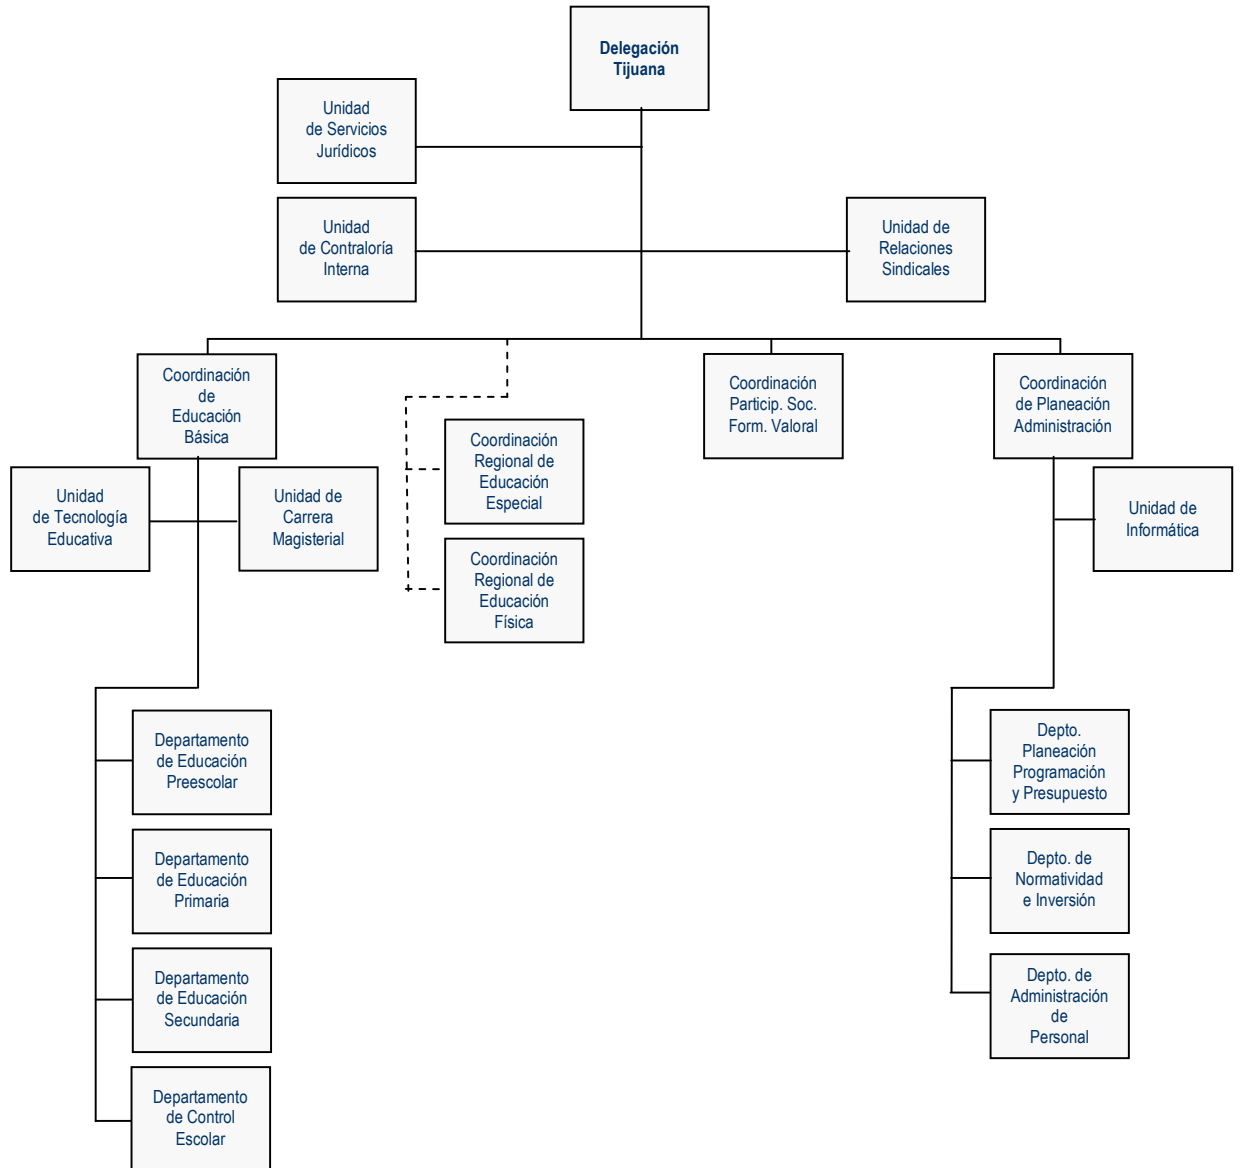 Delegación
Tijuana
Unidad
de Servicios
Jurídicos
Unidad
de Contraloría
Interna
Unidad de
Relaciones
Sindicales
Coordinación
de
Educación
Básica
Coordinación
Regional de
Educación
Especial
Coordinación
Particip. Soc.
Form. Valoral
Coordinación
de Planeación
Administración
Unidad
de Tecnología
Educativa
Unidad de
Carrera
Magisterial
Unidad de
Informática
Coordinación
Regional de
Educación
Física
Departamento
de Educación
Preescolar
Departamento
de Educación
Primaria
Departamento
de Educación
Secundaria
Departamento
de Control
Escolar
Depto.
Planeación
Programación
y Presupuesto
Depto. de
Normatividad
e Inversión
Depto. de
Administración
de
Personal